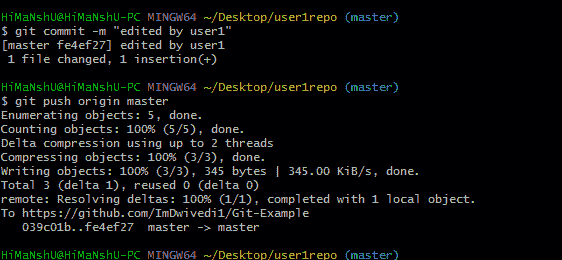 HiMaNshU@HiMaNshU-PC MINGW64 ~/Desktop/user1repo (master)
$ git commit -m "edited by user1"
[master fe4ef27] edited by user1
 1 file changed, 1 insertion(+)

HiMaNshU@HiMaNshU-PC MINGW64 ~/Desktop/user1repo (master)
$ git push origin master
Enumerating objects: 5, done.
Counting objects: 100% (5/5), done.
Delta compression using up to 2 threads
Compressing objects: 100% (3/3), done.
Writing objects: 100% (3/3), 345 bytes | 345.00 KiB/s, done.
Total 3 (delta 1), reused 0 (delta 0)
remote: Resolving deltas: 100% (1/1), completed with 1 local object.
To https://github.com/ImDwivedi1/Git-Example
   039c01b..fe4ef27  master -> master

HiMaNshU@HiMaNshU-PC MINGW64 ~/Desktop/user1repo (master)